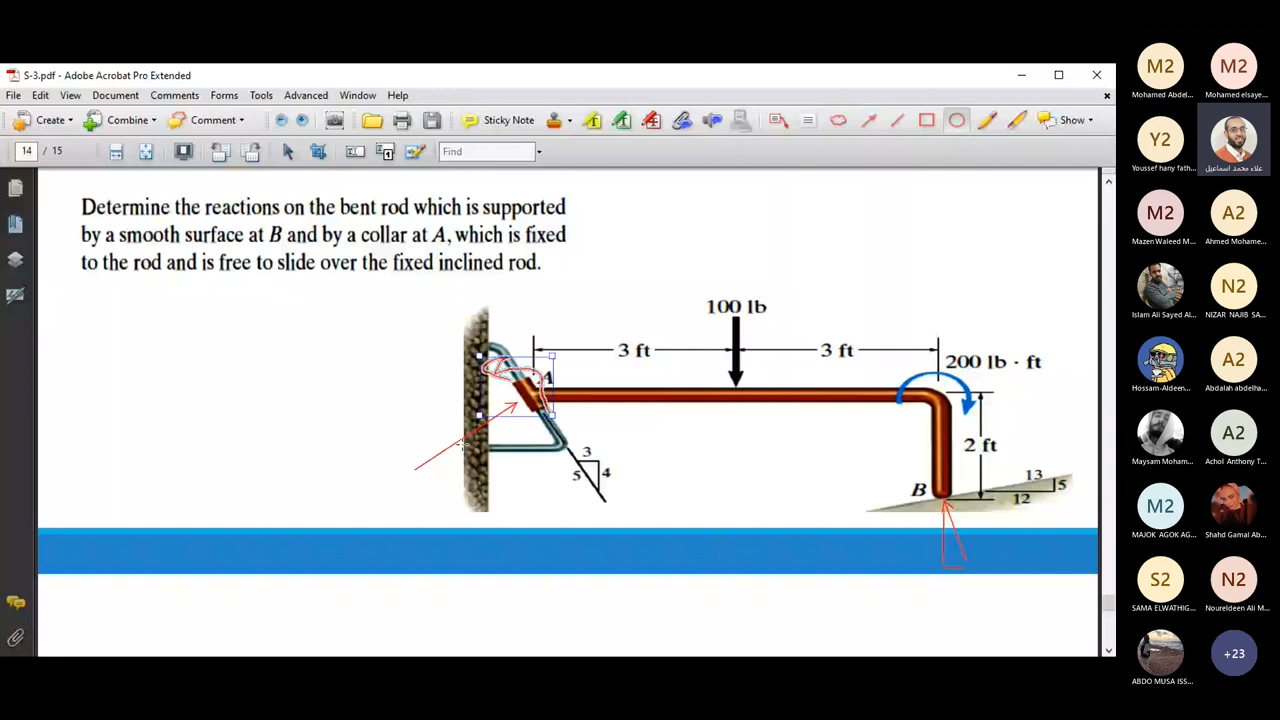 S-3.pdf - Adobe Acrobat Pro Extended
File Edit View Document Comments Forms Tools Advanced Window Help
Create Combine Comment Sticky Note Show
14 / 15 Find
Determine the reactions on the bent rod which is supported
by a smooth surface at B and by a collar at A, which is fixed
to the rod and is free to slide over the fixed inclined rod.
100 lb
3 ft 3 ft
200 lb · ft
A
2 ft
3
5 4
B
13
5
12
M2 M2
Mohamed Abdel... Mohamed elsaye...
Y2
Youssef hany fath... علاء محمد اسماعيل
M2 A2
Mazen Waleed M... Ahmed Mohame...
N2
Islam Ali Sayed Al... NIZAR NAJIB SA...
A2
Hossam-Aldeen... Abdalah abdelha...
A2
Maysam Moham... Achol Anthony T...
M2
MAJOK AGOK AG... Shahd Gamal Ab...
S2 N2
SAMA ELWATHIG... Noureldeen Ali M...
+23
ABDO MUSA ISS...